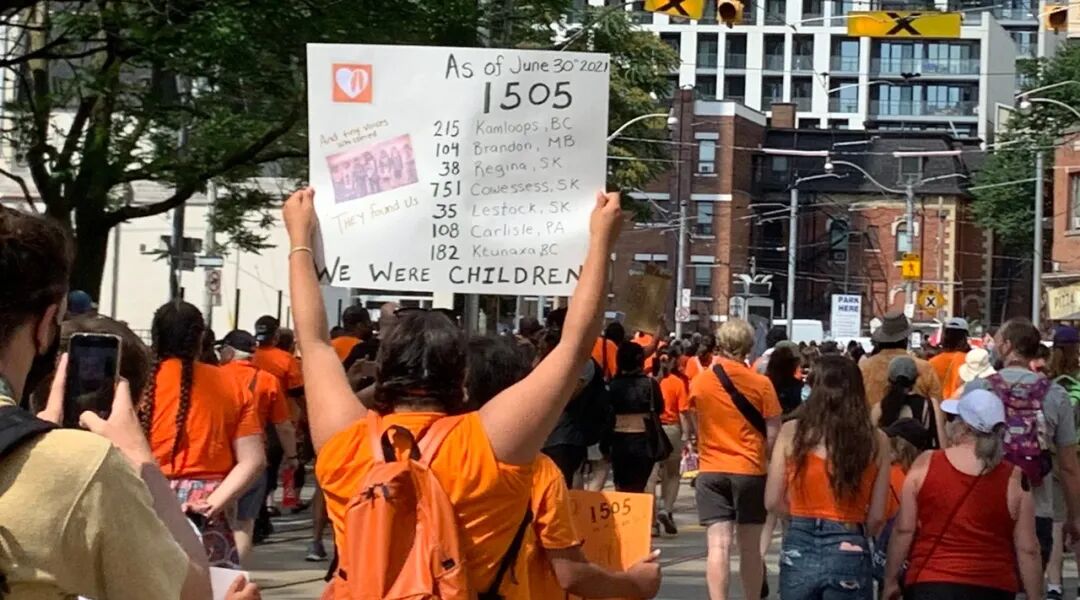 As of June 30th 2021
1505
And tiny voices
whispered
They Found Us
215 Kamloops, BC
104 Brandon, MB
38 Regina, SK
751 Cowessess, SK
35 Lestock, SK
108 Carlisle, PA
182 Ktunaxa, BC
WE WERE CHILDREN
1505
PARK
HERE
PIZZA